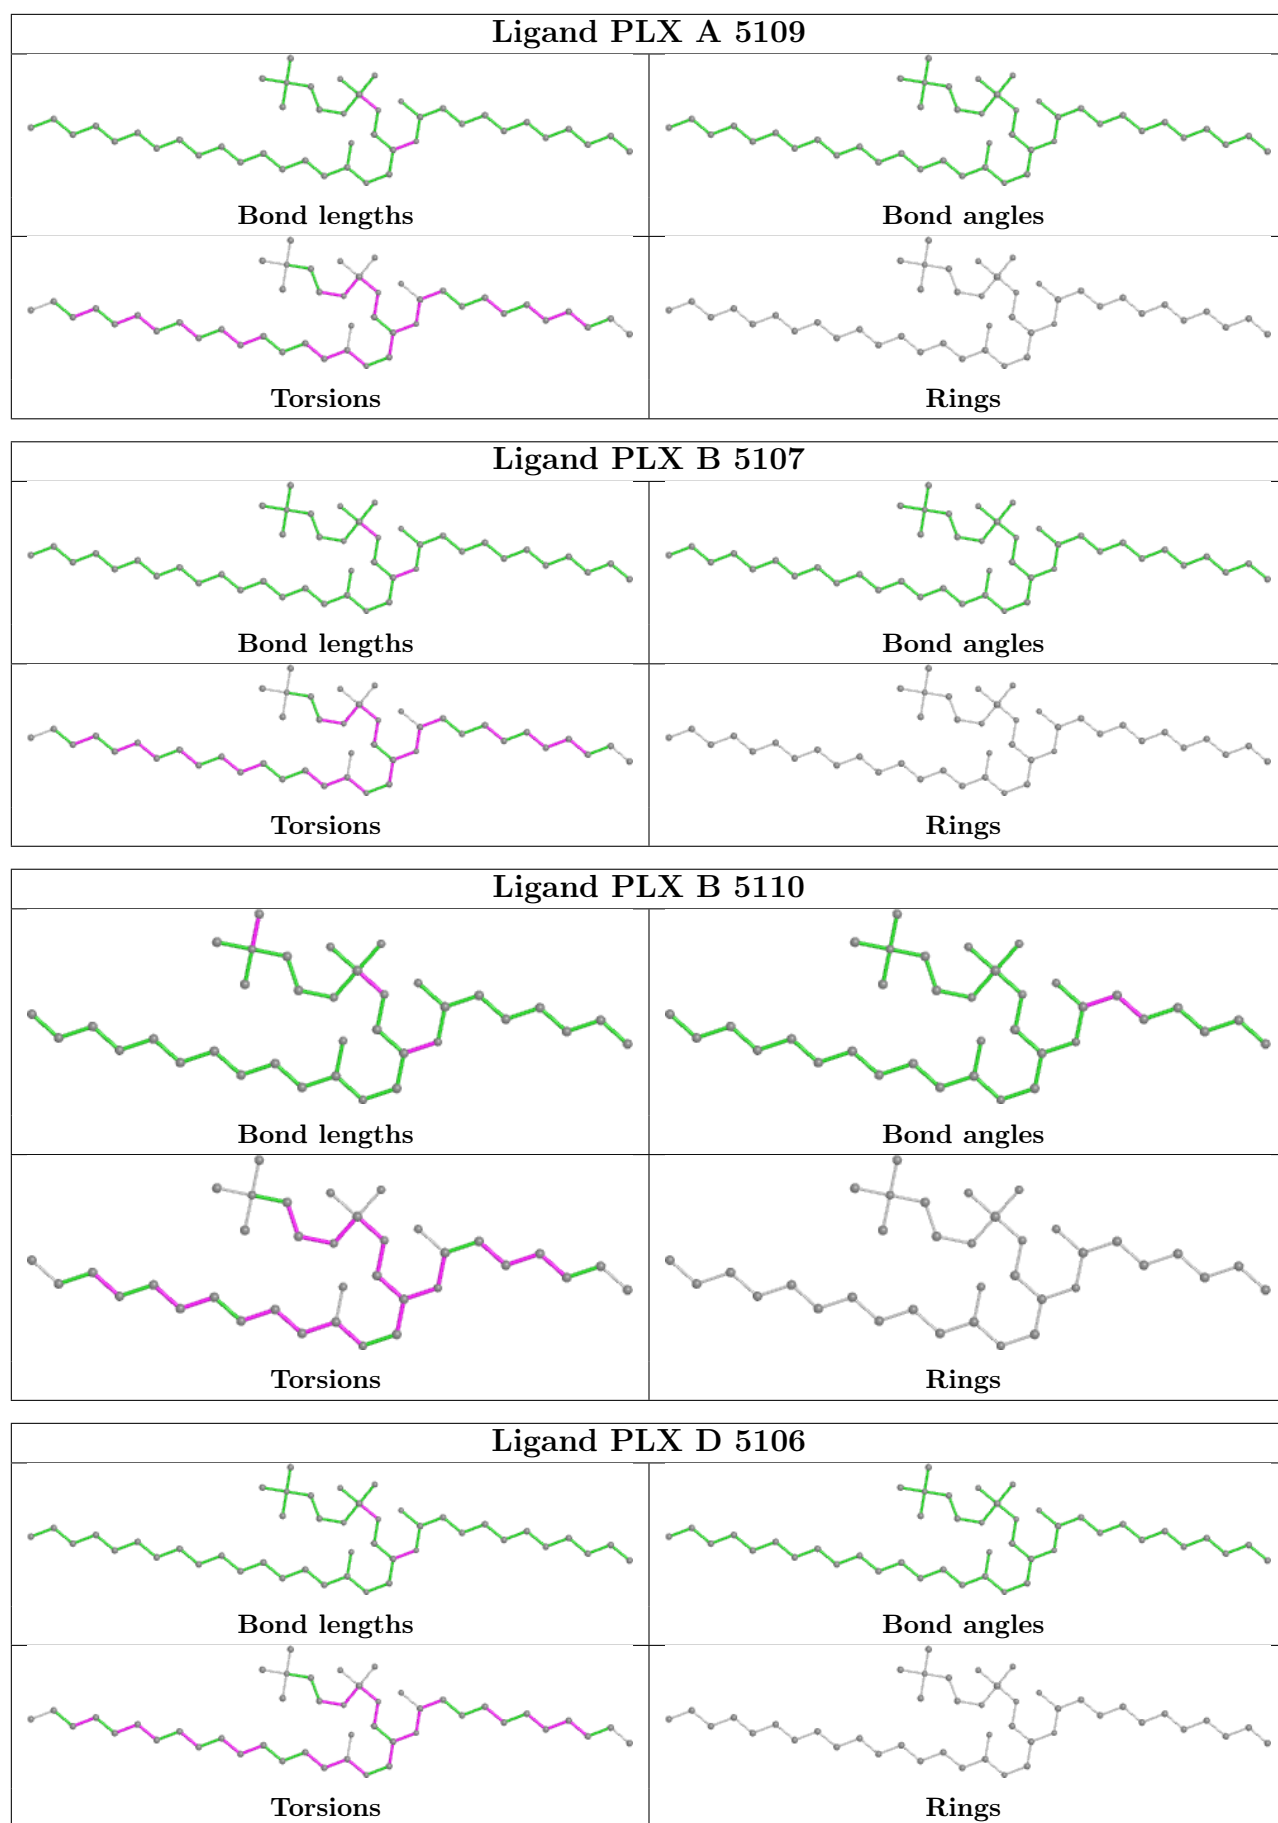 Ligand PLX A 5109
Bond lengths
Bond angles
Torsions
Rings
Ligand PLX B 5107
Bond lengths
Bond angles
Torsions
Rings
Ligand PLX B 5110
Bond lengths
Bond angles
Torsions
Rings
Ligand PLX D 5106
Bond lengths
Bond angles
Torsions
Rings